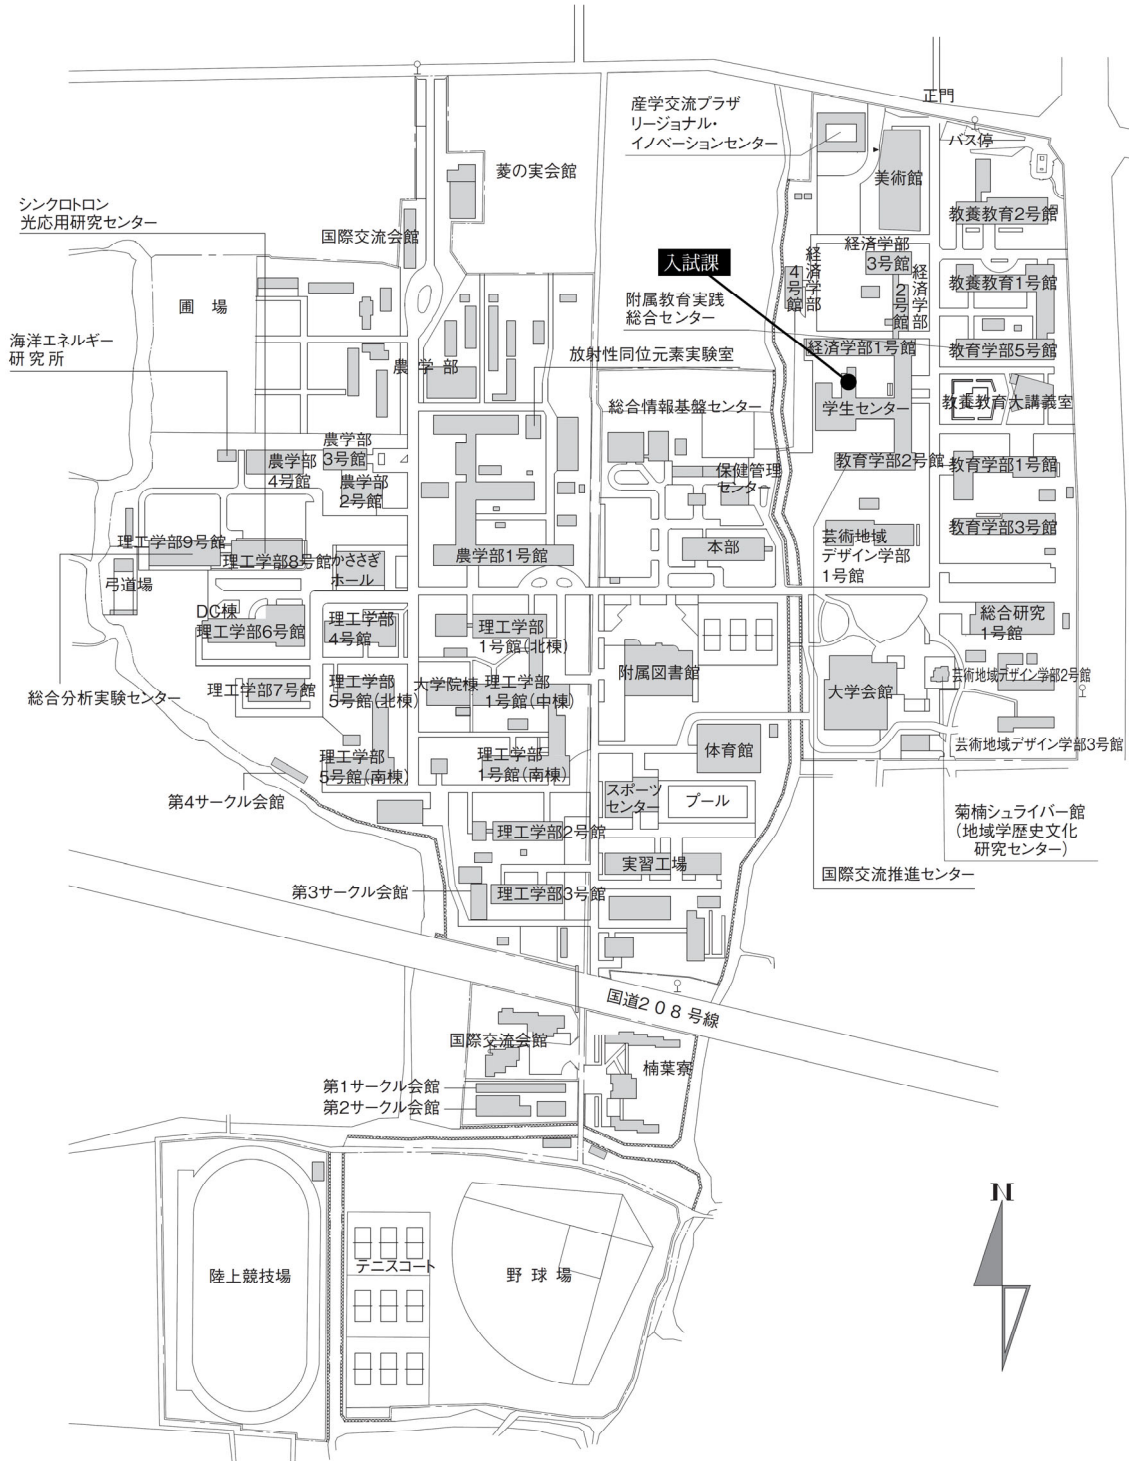 正門
バス停
産学交流プラザ
リージョナル・
イノベーションセンター
美術館
菱の実会館
教養教育2号館
シンクロトロン
光応用研究センター
国際交流会館
経済学部
3号館
経済学部
4号館
経済学部
2号館
入試課
教養教育1号館
圃 場
附属教育実践
総合センター
海洋エネルギー
研究所
放射性同位元素実験室
農 学 部
経済学部1号館
教育学部5号館
総合情報基盤センター
学生センター
教養教育大講義室
農学部
3号館
農学部
4号館
農学部
2号館
保健管理
センター
教育学部2号館
教育学部1号館
教育学部3号館
理工学部9号館
理工学部8号館
かささぎ
ホール
農学部1号館
本部
芸術地域
デザイン学部
1号館
弓道場
DC棟
理工学部6号館
理工学部
4号館
理工学部
1号館(北棟)
総合研究
1号館
附属図書館
総合分析実験センター
理工学部7号館
理工学部
5号館(北棟)
大学院棟
理工学部
1号館(中棟)
大学会館
芸術地域デザイン学部2号館
芸術地域デザイン学部3号館
理工学部
5号館(南棟)
理工学部
1号館(南棟)
体育館
第4サークル会館
スポーツ
センター
プール
菊楠シュライバー館
(地域学歴史文化
研究センター)
理工学部2号館
実習工場
国際交流推進センター
第3サークル会館
理工学部3号館
国道208号線
国際交流会館
楠葉寮
第1サークル会館
第2サークル会館
N
陸上競技場
テニスコート
野 球 場